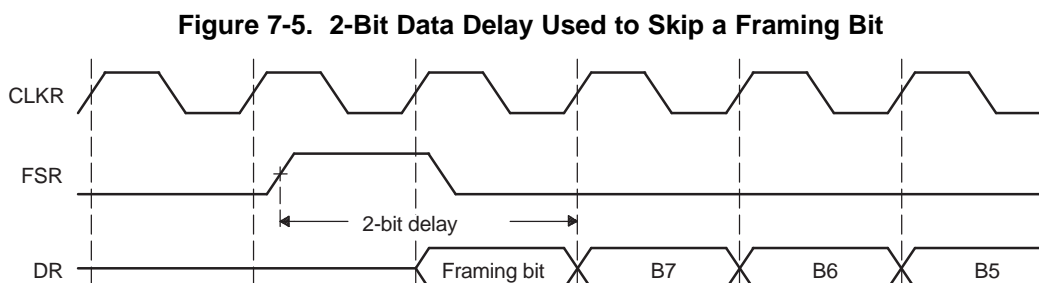 Figure 7-5. 2-Bit Data Delay Used to Skip a Framing Bit
CLKR
FSR
2-bit delay
DR
Framing bit
B7
B6
B5